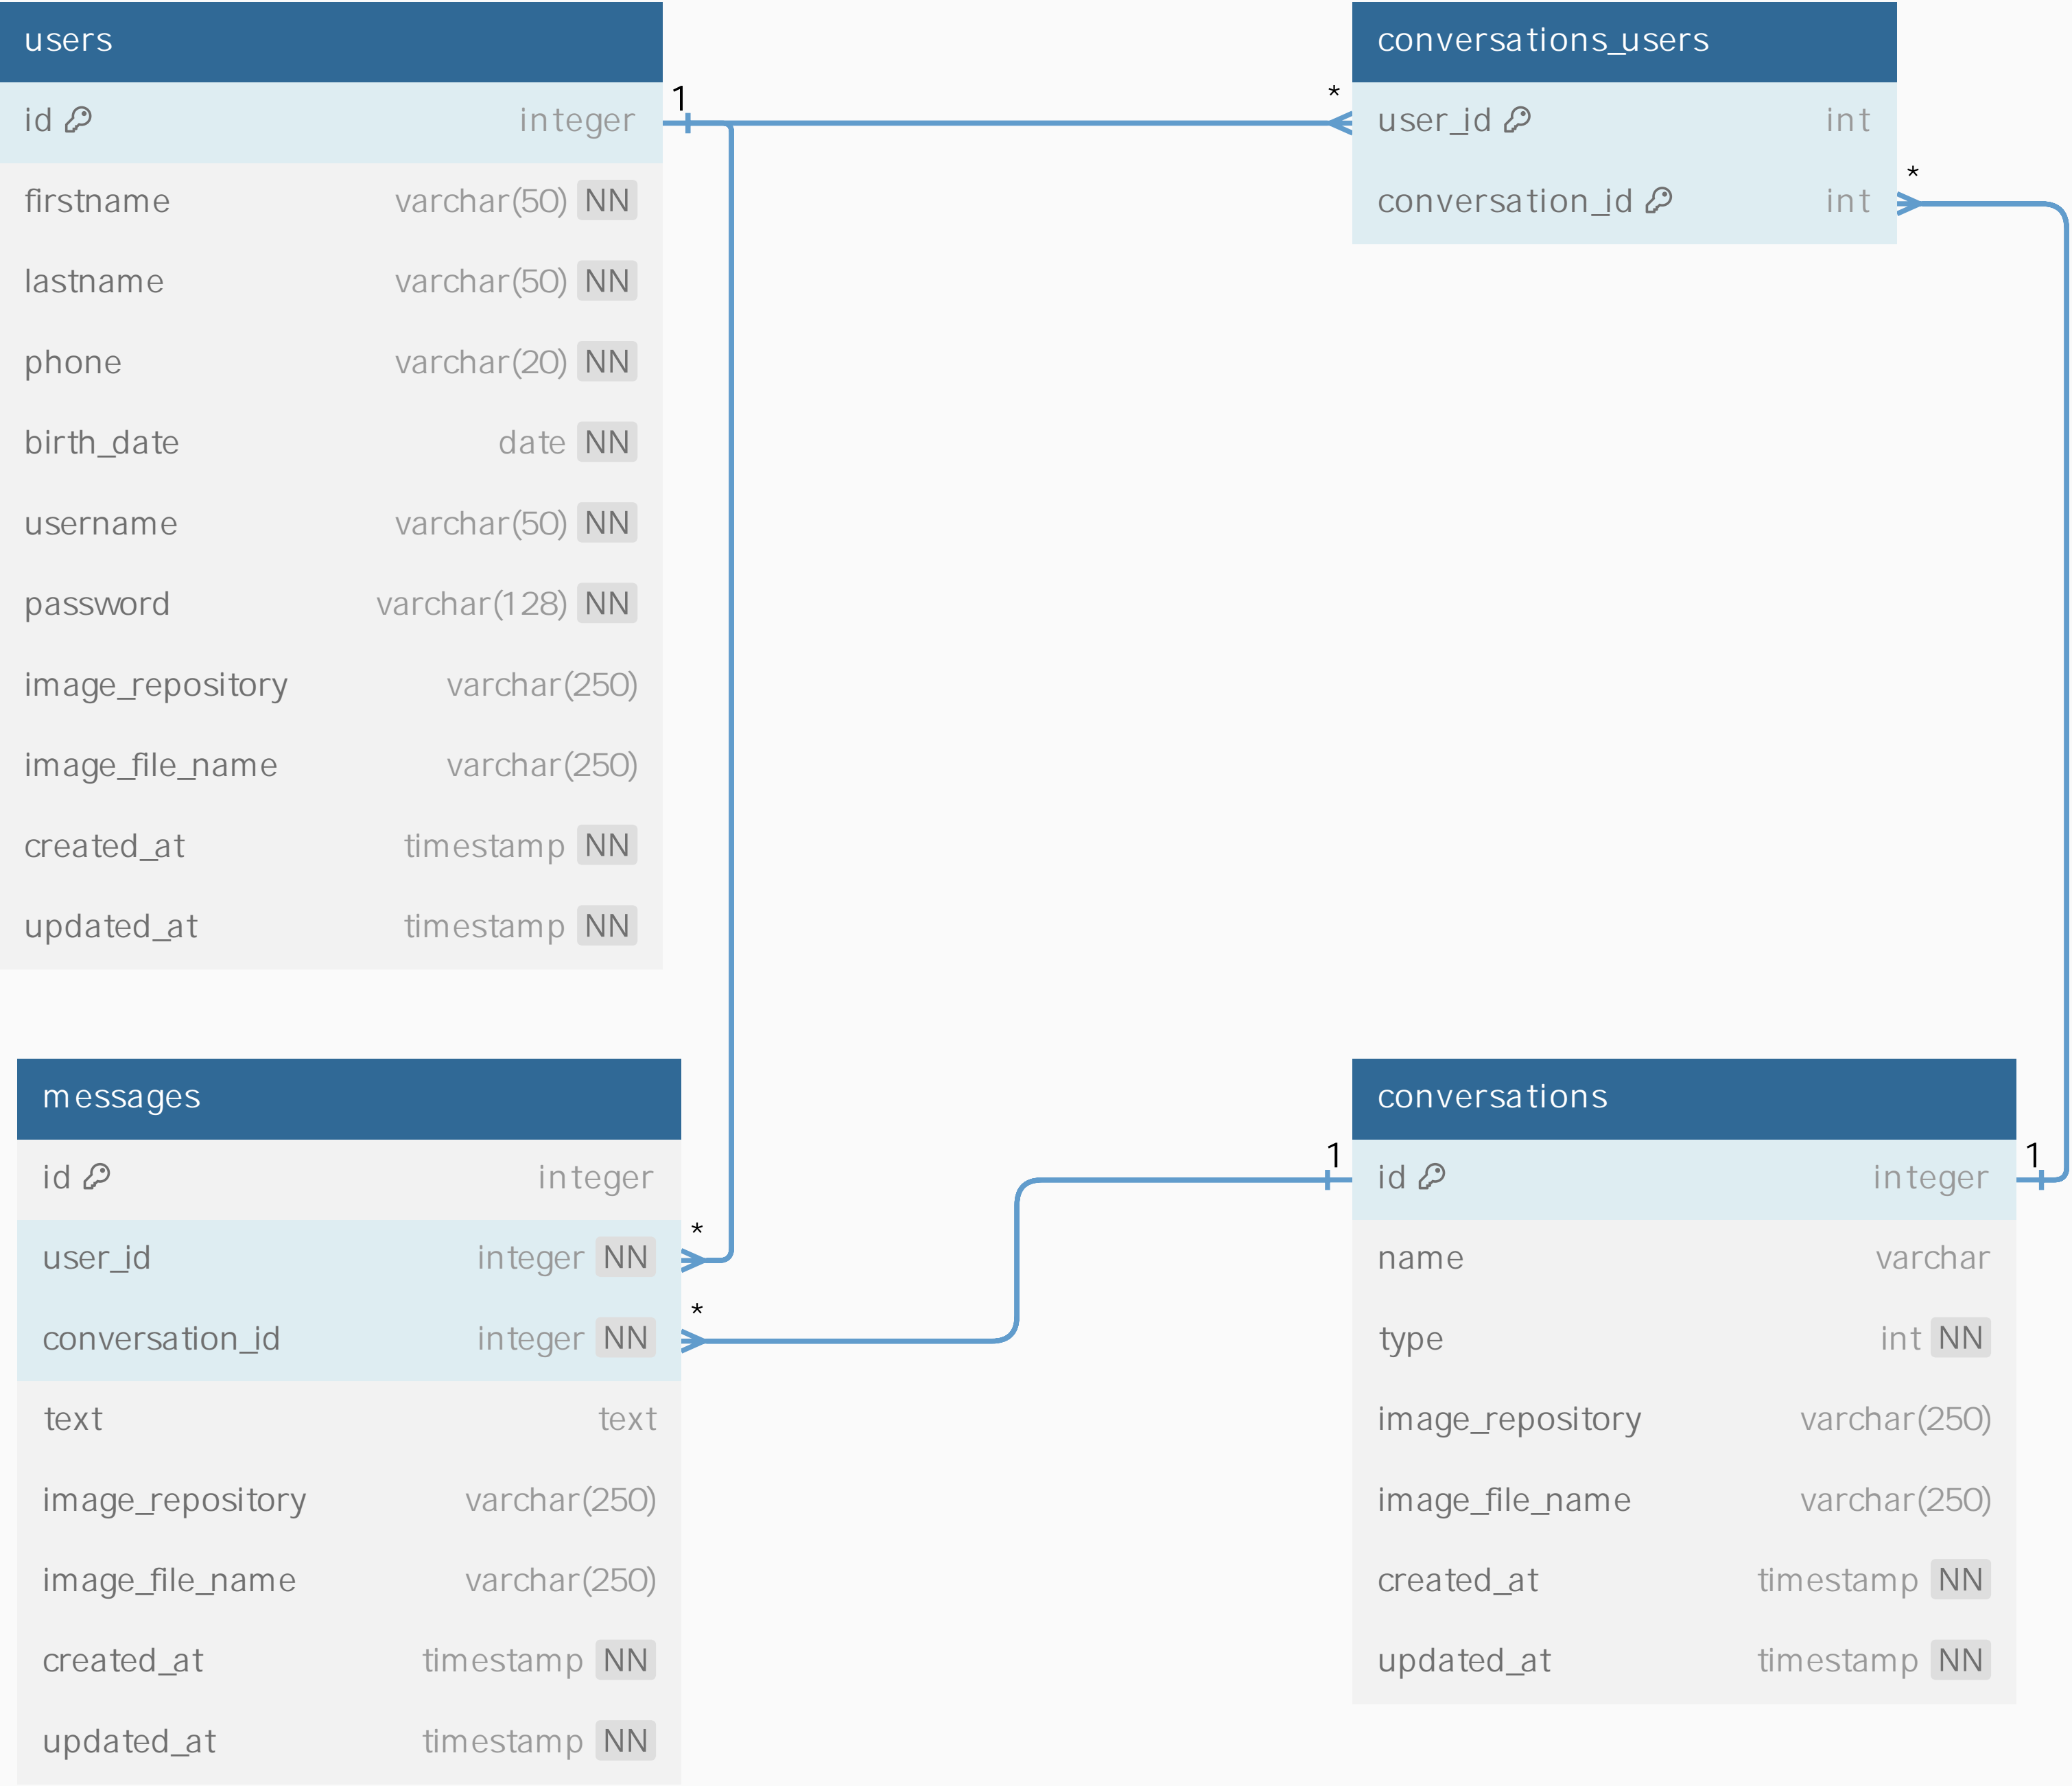 users
id integer
firstname varchar(50) NN
lastname varchar(50) NN
phone varchar(20) NN
birth_date date NN
username varchar(50) NN
password varchar(128) NN
image_repository varchar(250)
image_file_name varchar(250)
created_at timestamp NN
updated_at timestamp NN
1
*
conversations_users
user_id int
conversation_id int
*
messages
id integer
user_id integer NN
conversation_id integer NN
text text
image_repository varchar(250)
image_file_name varchar(250)
created_at timestamp NN
updated_at timestamp NN
*
*
1
conversations
id integer
name varchar
type int NN
image_repository varchar(250)
image_file_name varchar(250)
created_at timestamp NN
updated_at timestamp NN
1